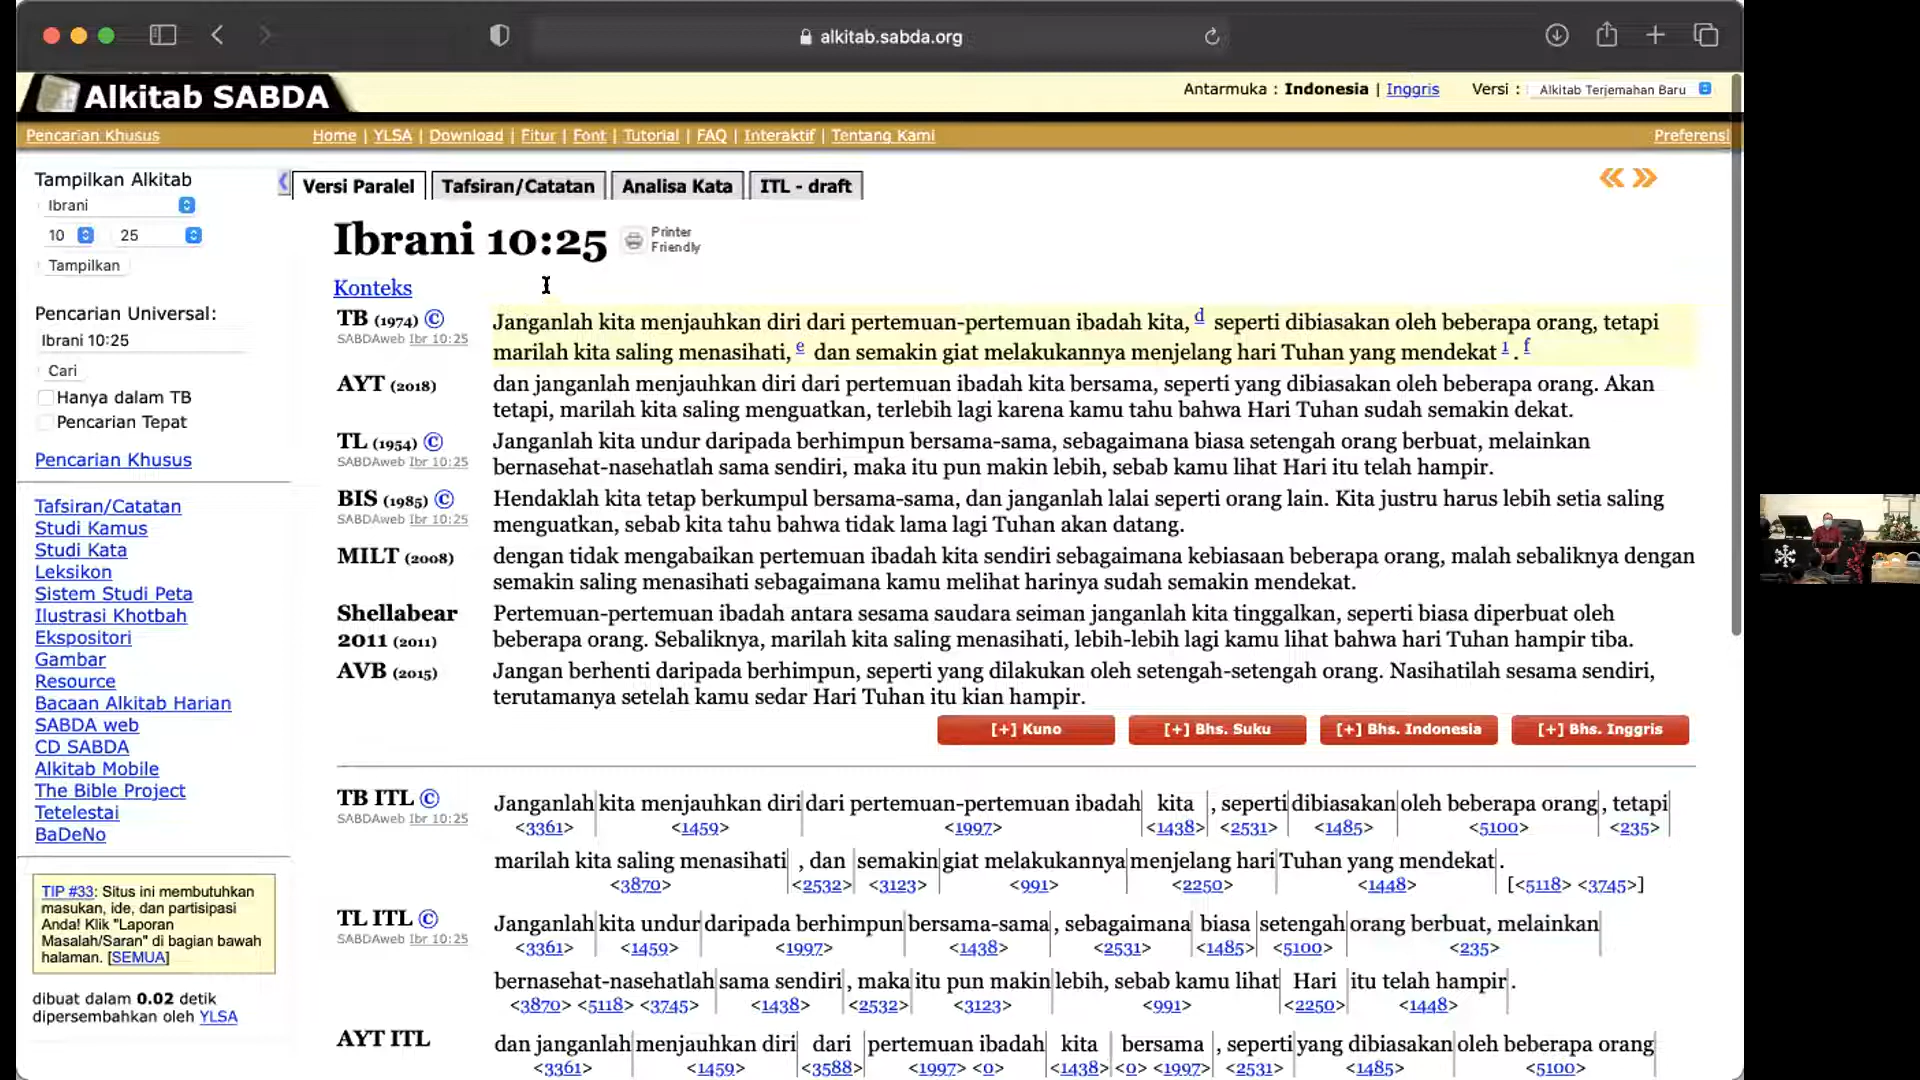 alkitab.sabda.org
Alkitab SABDA
Antarmuka : Indonesia | Inggris Versi : Alkitab Terjemahan Baru
Pencarian Khusus Home | YLSA | Download | Fitur | Font | Tutorial | FAQ | Interaktif | Tentang Kami Preferensi
Tampilkan Alkitab
Ibrani
10 25
Tampilkan
Pencarian Universal:
Ibrani 10:25
Cari
Hanya dalam TB
Pencarian Tepat
Pencarian Khusus
Tafsiran/Catatan
Studi Kamus
Studi Kata
Leksikon
Sistem Studi Peta
Ilustrasi Khotbah
Ekspositori
Gambar
Resource
Bacaan Alkitab Harian
SABDA web
CD SABDA
Alkitab Mobile
The Bible Project
Tetelestai
BaDeNo
TIP #33: Situs ini membutuhkan
masukan, ide, dan partisipasi
Anda! Klik "Laporan
Masalah/Saran" di bagian bawah
halaman. [SEMUA]
dibuat dalam 0.02 detik
dipersembahkan oleh YLSA
Versi Paralel Tafsiran/Catatan Analisa Kata ITL - draft
Ibrani 10:25 Printer
Friendly
Konteks
TB (1974) © Janganlah kita menjauhkan diri dari pertemuan-pertemuan ibadah kita, d seperti dibiasakan oleh beberapa orang, tetapi
SABDAweb Ibr 10:25 marilah kita saling menasihati, e dan semakin giat melakukannya menjelang hari Tuhan yang mendekat 1 . f
AYT (2018) dan janganlah menjauhkan diri dari pertemuan ibadah kita bersama, seperti yang dibiasakan oleh beberapa orang. Akan
tetapi, marilah kita saling menguatkan, terlebih lagi karena kamu tahu bahwa Hari Tuhan sudah semakin dekat.
TL (1954) © Janganlah kita undur daripada berhimpun bersama-sama, sebagaimana biasa setengah orang berbuat, melainkan
SABDAweb Ibr 10:25 bernasehat-nasehatlah sama sendiri, maka itu pun makin lebih, sebab kamu lihat Hari itu telah hampir.
BIS (1985) © Hendaklah kita tetap berkumpul bersama-sama, dan janganlah lalai seperti orang lain. Kita justru harus lebih setia saling
SABDAweb Ibr 10:25 menguatkan, sebab kita tahu bahwa tidak lama lagi Tuhan akan datang.
MILT (2008) dengan tidak mengabaikan pertemuan ibadah kita sendiri sebagaimana kebiasaan beberapa orang, malah sebaliknya dengan
semakin saling menasihati sebagaimana kamu melihat harinya sudah semakin mendekat.
Shellabear Pertemuan-pertemuan ibadah antara sesama saudara seiman janganlah kita tinggalkan, seperti biasa diperbuat oleh
2011 (2011) beberapa orang. Sebaliknya, marilah kita saling menasihati, lebih-lebih lagi kamu lihat bahwa hari Tuhan hampir tiba.
AVB (2015) Jangan berhenti daripada berhimpun, seperti yang dilakukan oleh setengah-setengah orang. Nasihatilah sesama sendiri,
terutamanya setelah kamu sedar Hari Tuhan itu kian hampir.
[+] Kuno [+] Bhs. Suku [+] Bhs. Indonesia [+] Bhs. Inggris
TB ITL © Janganlah kita menjauhkan diri dari pertemuan-pertemuan ibadah kita , seperti dibiasakan oleh beberapa orang , tetapi
SABDAweb Ibr 10:25 <3361> <1459> <1997> <1438> <2531> <1485> <5100> <235>
marilah kita saling menasihati , dan semakin giat melakukannya menjelang hari Tuhan yang mendekat .
<3870> <2532> <3123> <991> <2250> <1448> [<5118> <3745>]
TL ITL © Janganlah kita undur daripada berhimpun bersama-sama , sebagaimana biasa setengah orang berbuat, melainkan
SABDAweb Ibr 10:25 <3361> <1459> <1997> <1438> <2531> <1485> <5100> <235>
bernasehat-nasehatlah sama sendiri , maka itu pun makin lebih, sebab kamu lihat Hari itu telah hampir .
<3870> <5118> <3745> <1438> <2532> <3123> <991> <2250> <1448>
AYT ITL dan janganlah menjauhkan diri dari pertemuan ibadah kita bersama , seperti yang dibiasakan oleh beberapa orang
<3361> <1459> <3588> <1997> <0> <1438> <0> <1997> <2531> <1485> <5100>